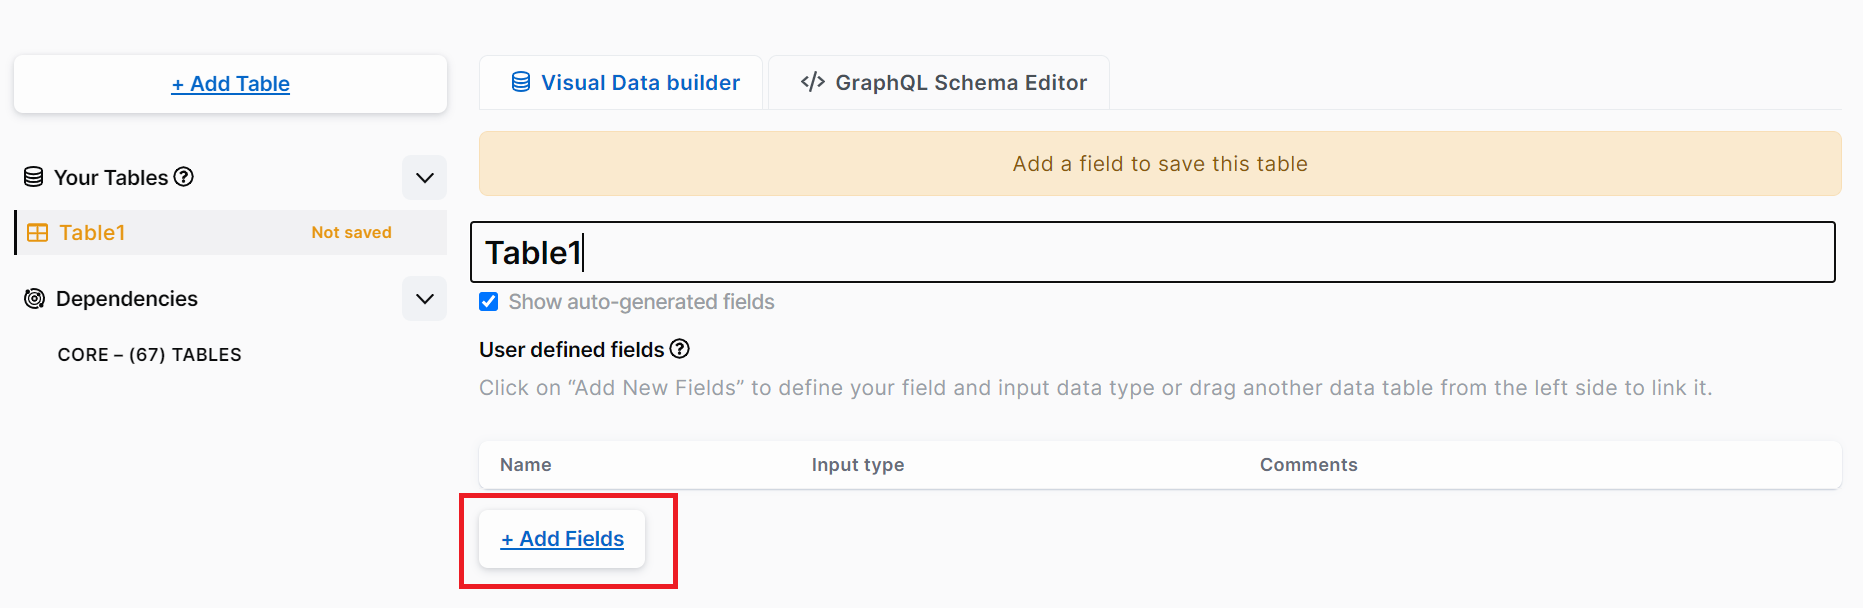 + Add Table
Your Tables
Table1 Not saved
Dependencies
CORE – (67) TABLES
Visual Data builder
</> GraphQL Schema Editor
Add a field to save this table
Table1
Show auto-generated fields
User defined fields
Click on “Add New Fields” to define your field and input data type or drag another data table from the left side to link it.
Name Input type Comments
+ Add Fields